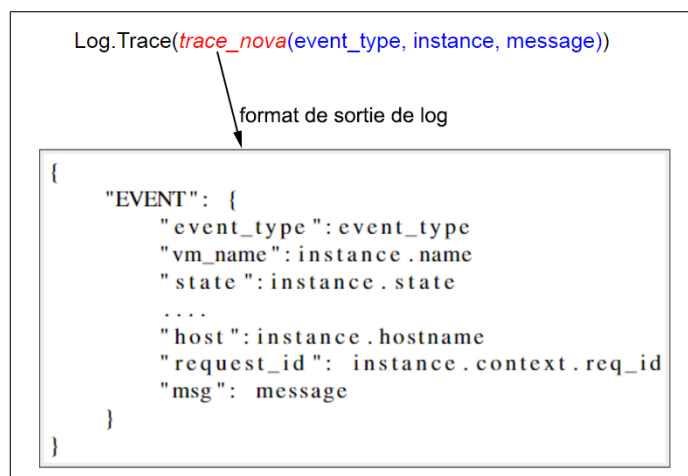 Log.Trace(trace_nova(event_type, instance, message))
format de sortie de log
{
"EVENT": {
"event_type":event_type
"vm_name":instance.name
"state":instance.state
....
"host":instance.hostname
"request_id": instance.context.req_id
"msg": message
}
}